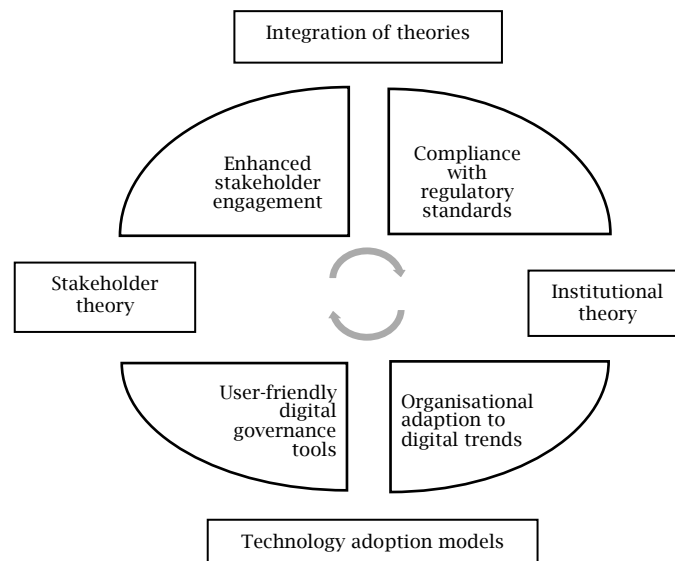 Integration of theories
Enhanced
stakeholder
engagement
Compliance
with
regulatory
standards
Stakeholder
theory
Institutional
theory
User-friendly
digital
governance
tools
Organisational
adaption to
digital trends
Technology adoption models